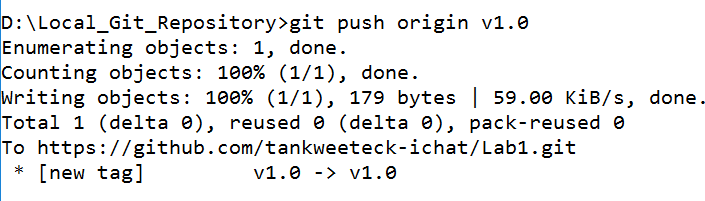 D:\Local_Git_Repository>git push origin v1.0
Enumerating objects: 1, done.
Counting objects: 100% (1/1), done.
Writing objects: 100% (1/1), 179 bytes | 59.00 KiB/s, done.
Total 1 (delta 0), reused 0 (delta 0), pack-reused 0
To https://github.com/tankweeteck-ichat/Lab1.git
 * [new tag]         v1.0 -> v1.0